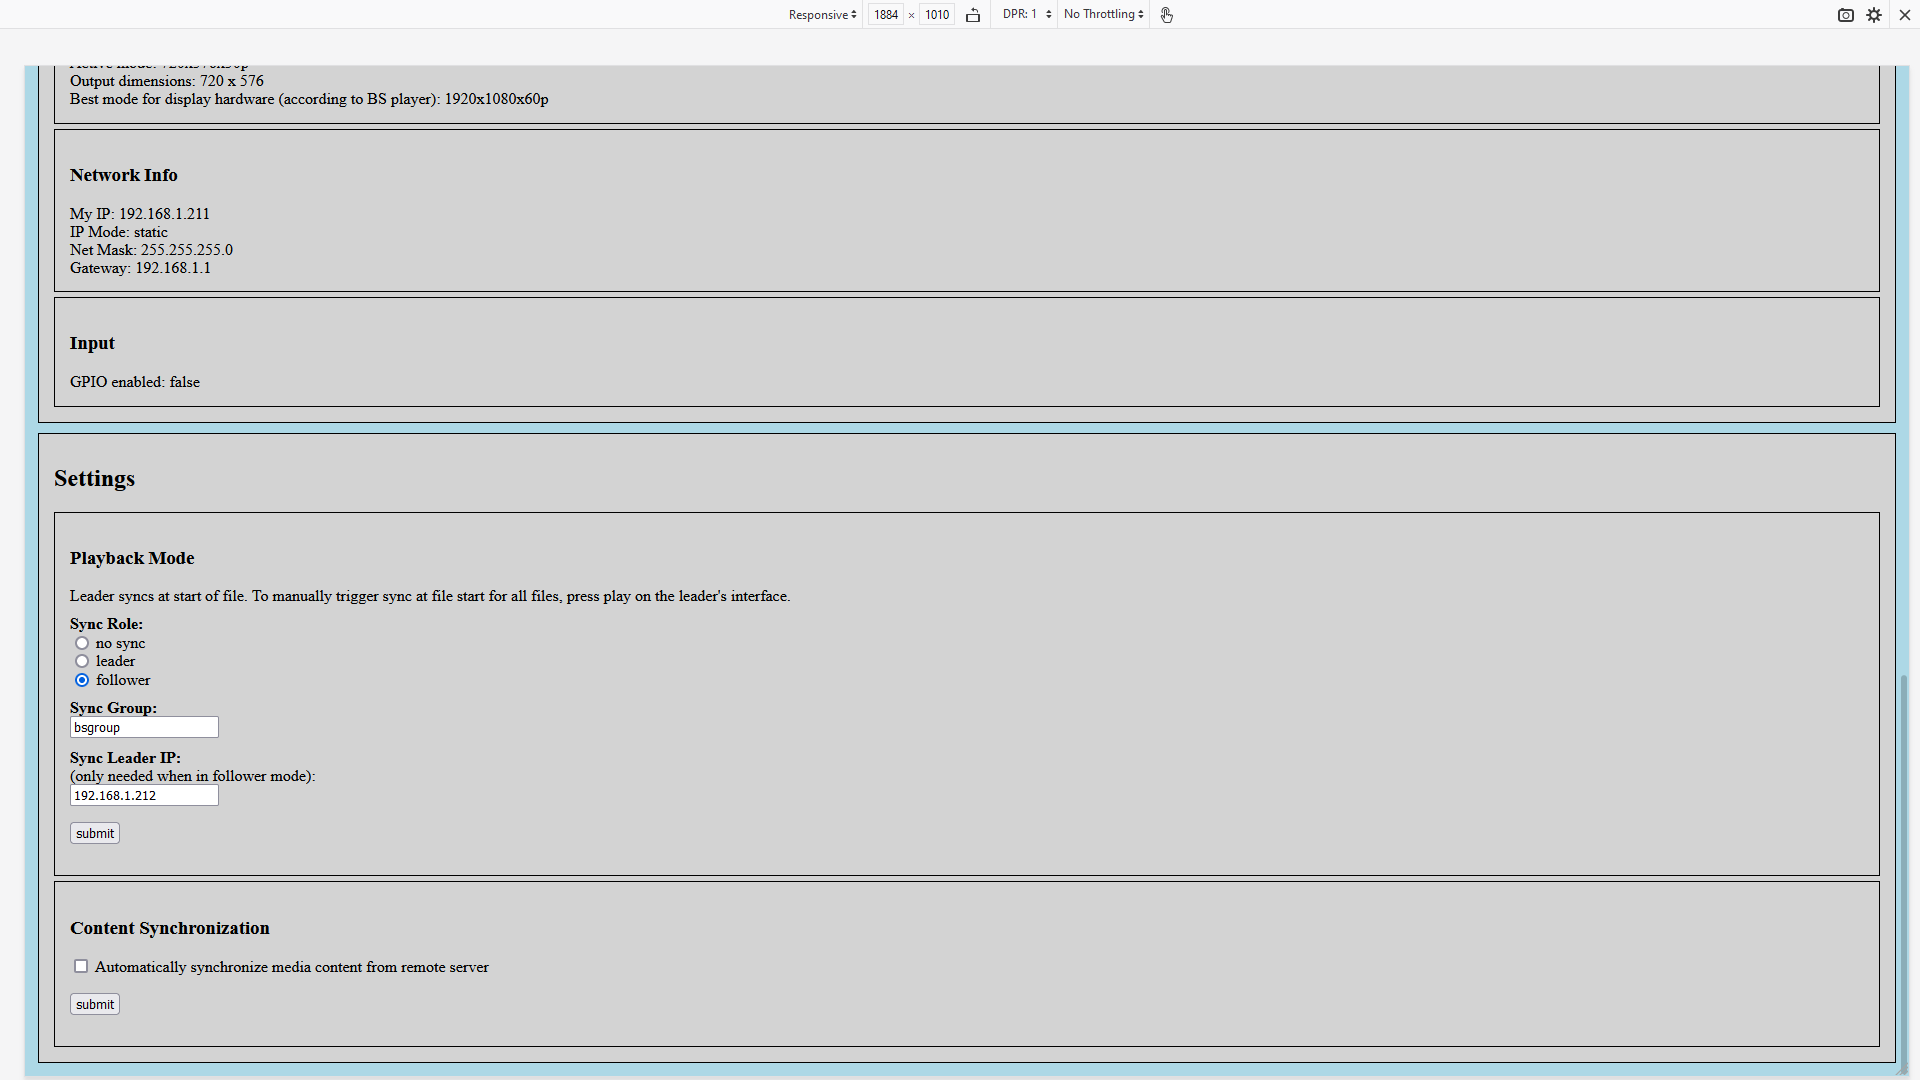 Responsive
1884 × 1010
DPR: 1
No Throttling
Output dimensions: 720 x 576
Best mode for display hardware (according to BS player): 1920x1080x60p
Network Info
My IP: 192.168.1.211
IP Mode: static
Net Mask: 255.255.255.0
Gateway: 192.168.1.1
Input
GPIO enabled: false
Settings
Playback Mode
Leader syncs at start of file. To manually trigger sync at file start for all files, press play on the leader's interface.
Sync Role:
no sync
leader
follower
Sync Group:
bsgroup
Sync Leader IP:
(only needed when in follower mode):
192.168.1.212
submit
Content Synchronization
Automatically synchronize media content from remote server
submit